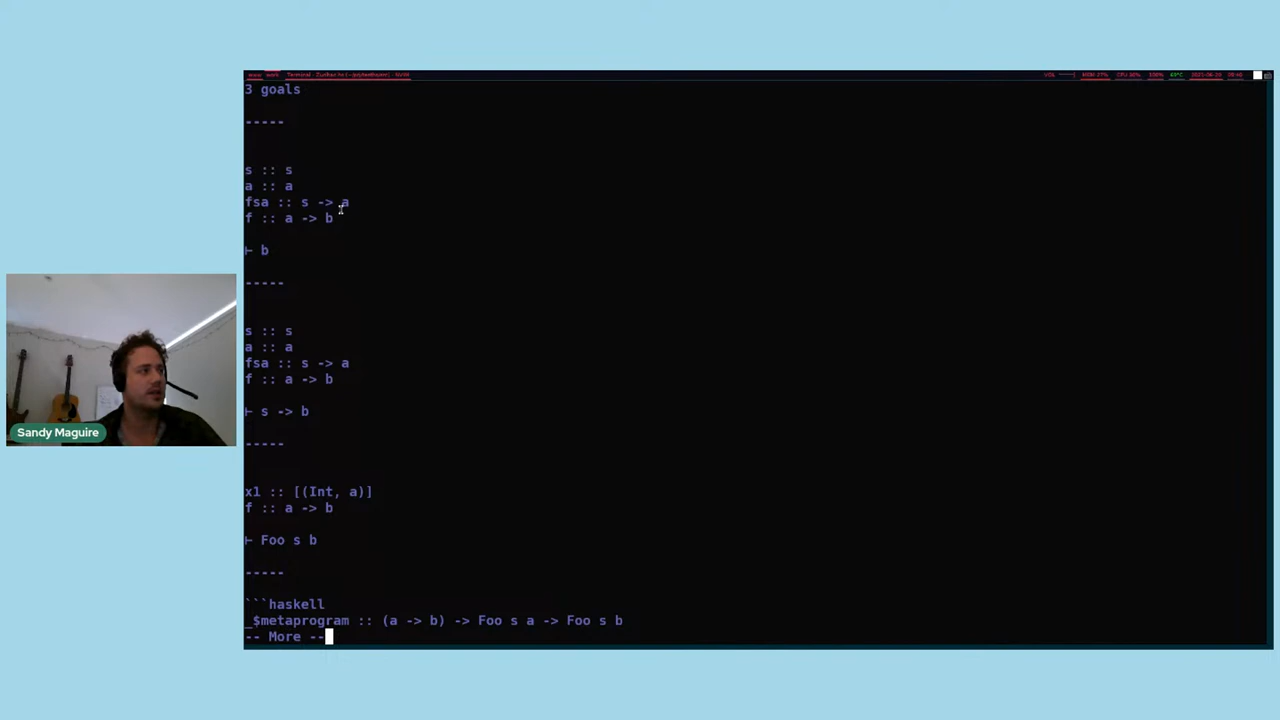 3 goals
-----
s :: s
a :: a
fsa :: s -> a
f :: a -> b
⊢ b
-----
s :: s
a :: a
fsa :: s -> a
f :: a -> b
⊢ s -> b
-----
x1 :: [(Int, a)]
f :: a -> b
⊢ Foo s b
-----
```haskell
_$metaprogram :: (a -> b) -> Foo s a -> Foo s b
-- More --
Sandy Maguire